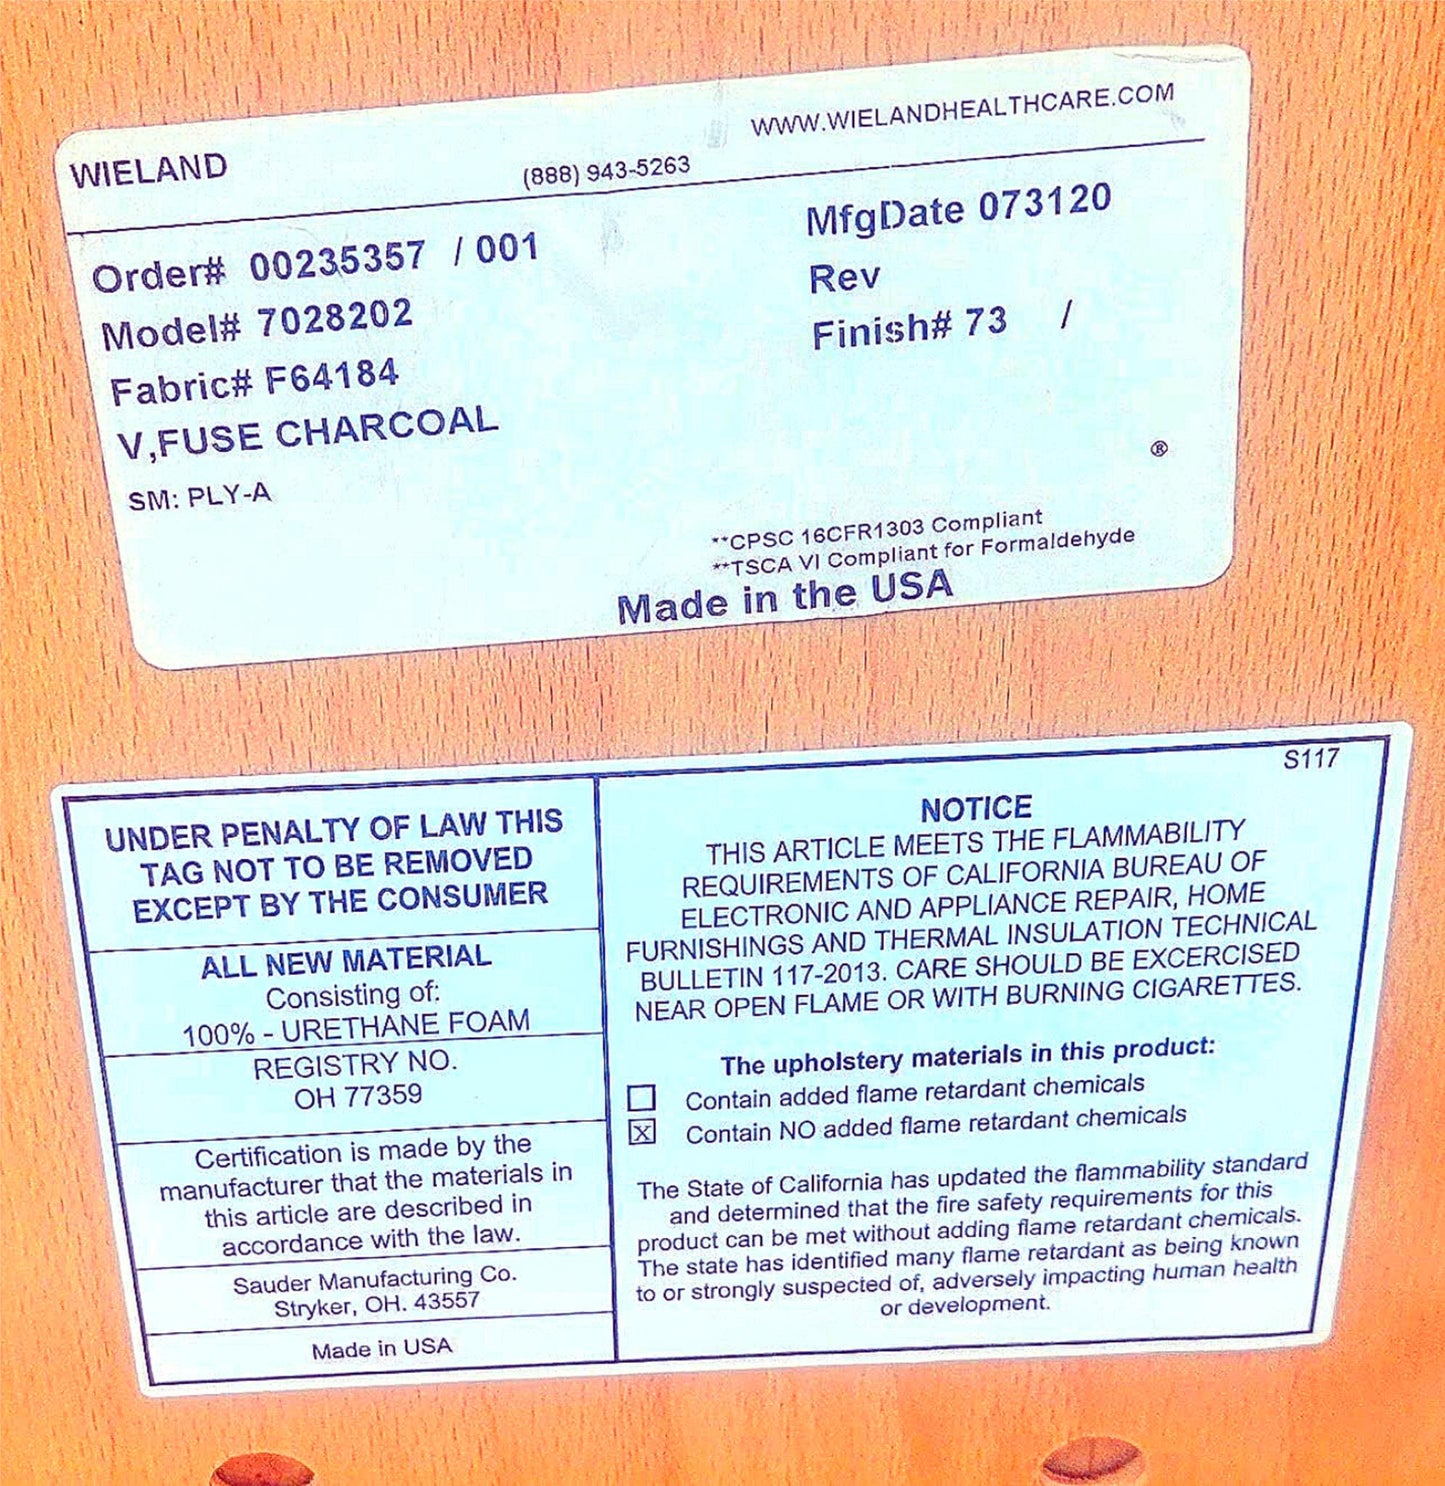 WIELAND (888) 943-5263 WWW.WIELANDHEALTHCARE.COM
Order# 00235357 / 001
Model# 7028202
Fabric# F64184
V,FUSE CHARCOAL
SM: PLY-A
MfgDate 073120
Rev
Finish# 73 /
®
**CPSC 16CFR1303 Compliant
**TSCA VI Compliant for Formaldehyde
Made in the USA
UNDER PENALTY OF LAW THIS
TAG NOT TO BE REMOVED
EXCEPT BY THE CONSUMER
ALL NEW MATERIAL
Consisting of:
100% - URETHANE FOAM
REGISTRY NO.
OH 77359
Certification is made by the
manufacturer that the materials in
this article are described in
accordance with the law.
Sauder Manufacturing Co.
Stryker, OH. 43557
Made in USA
S117
NOTICE
THIS ARTICLE MEETS THE FLAMMABILITY
REQUIREMENTS OF CALIFORNIA BUREAU OF
ELECTRONIC AND APPLIANCE REPAIR, HOME
FURNISHINGS AND THERMAL INSULATION TECHNICAL
BULLETIN 117-2013. CARE SHOULD BE EXCERCISED
NEAR OPEN FLAME OR WITH BURNING CIGARETTES.
The upholstery materials in this product:
Contain added flame retardant chemicals
X Contain NO added flame retardant chemicals
The State of California has updated the flammability standard
and determined that the fire safety requirements for this
product can be met without adding flame retardant chemicals.
The state has identified many flame retardant as being known
to or strongly suspected of, adversely impacting human health
or development.